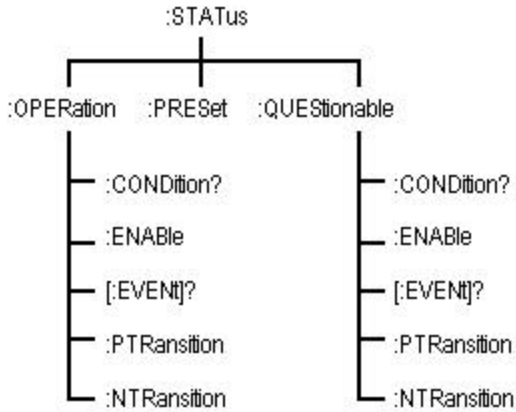 :STATus
:OPERation :PRESet :QUEStionable
:CONDition? :CONDition?
:ENABle :ENABle
[:EVENt]? [:EVENt]?
:PTRansition :PTRansition
:NTRansition :NTRansition